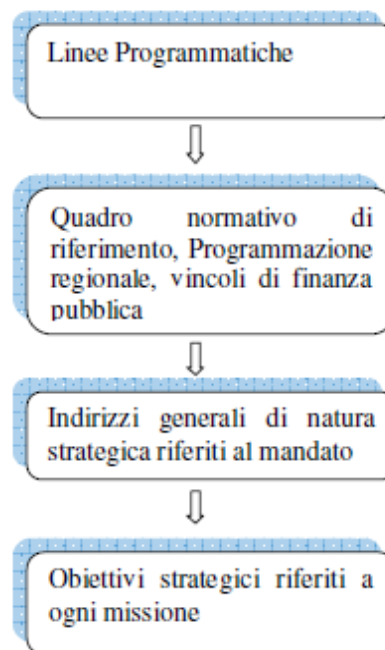 Linee Programmatiche
Quadro normativo di
riferimento, Programmazione
regionale, vincoli di finanza
pubblica
Indirizzi generali di natura
strategica riferiti al mandato
Obiettivi strategici riferiti a
ogni missione